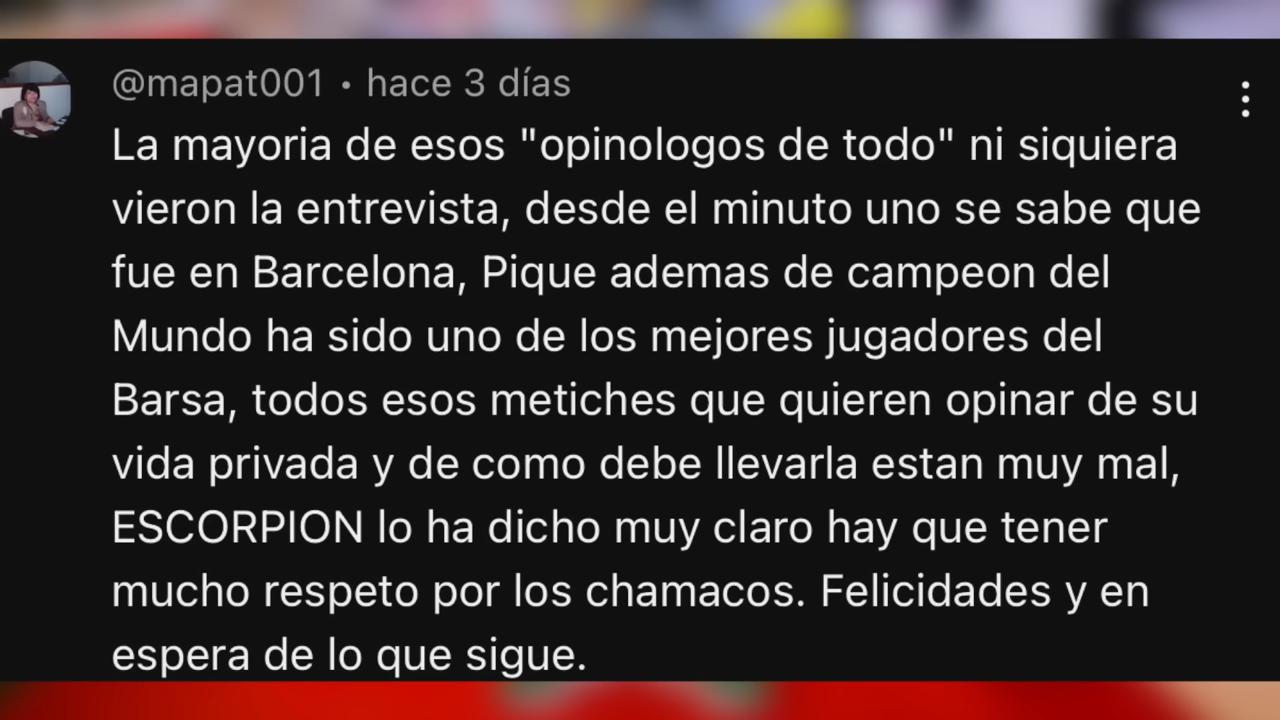 @mapat001 • hace 3 días
La mayoria de esos "opinologos de todo" ni siquiera
vieron la entrevista, desde el minuto uno se sabe que
fue en Barcelona, Pique ademas de campeon del
Mundo ha sido uno de los mejores jugadores del
Barsa, todos esos metiches que quieren opinar de su
vida privada y de como debe llevarla estan muy mal,
ESCORPION lo ha dicho muy claro hay que tener
mucho respeto por los chamacos. Felicidades y en
espera de lo que sigue.